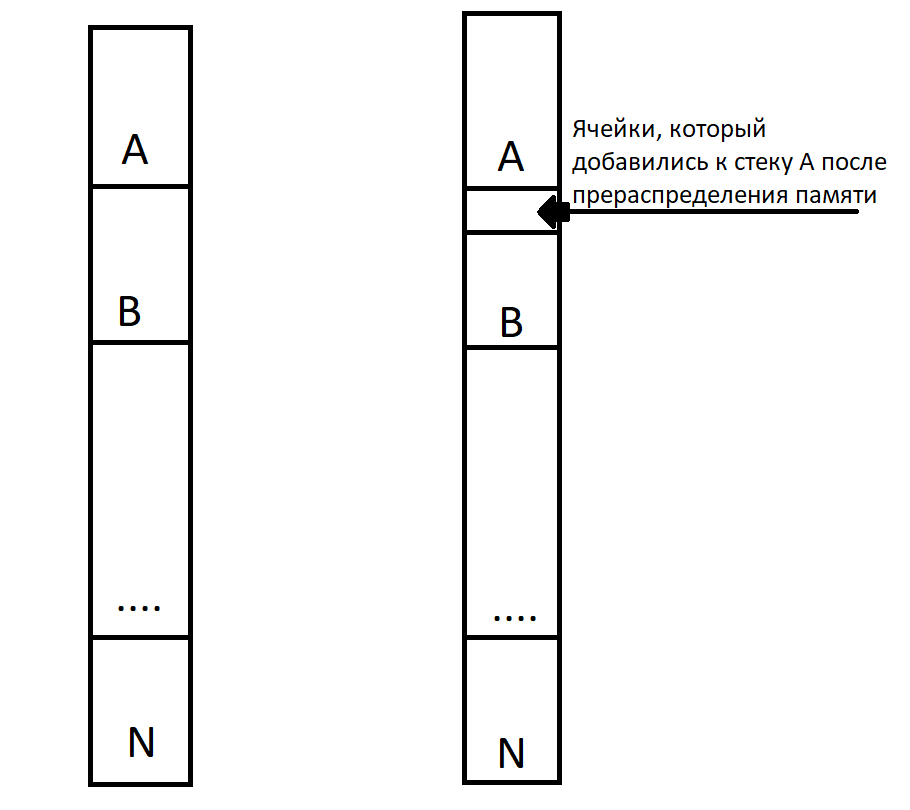 A
B
....
N
A
Ячейки, который
добавились к стеку А после
прераспределения памяти
B
....
N